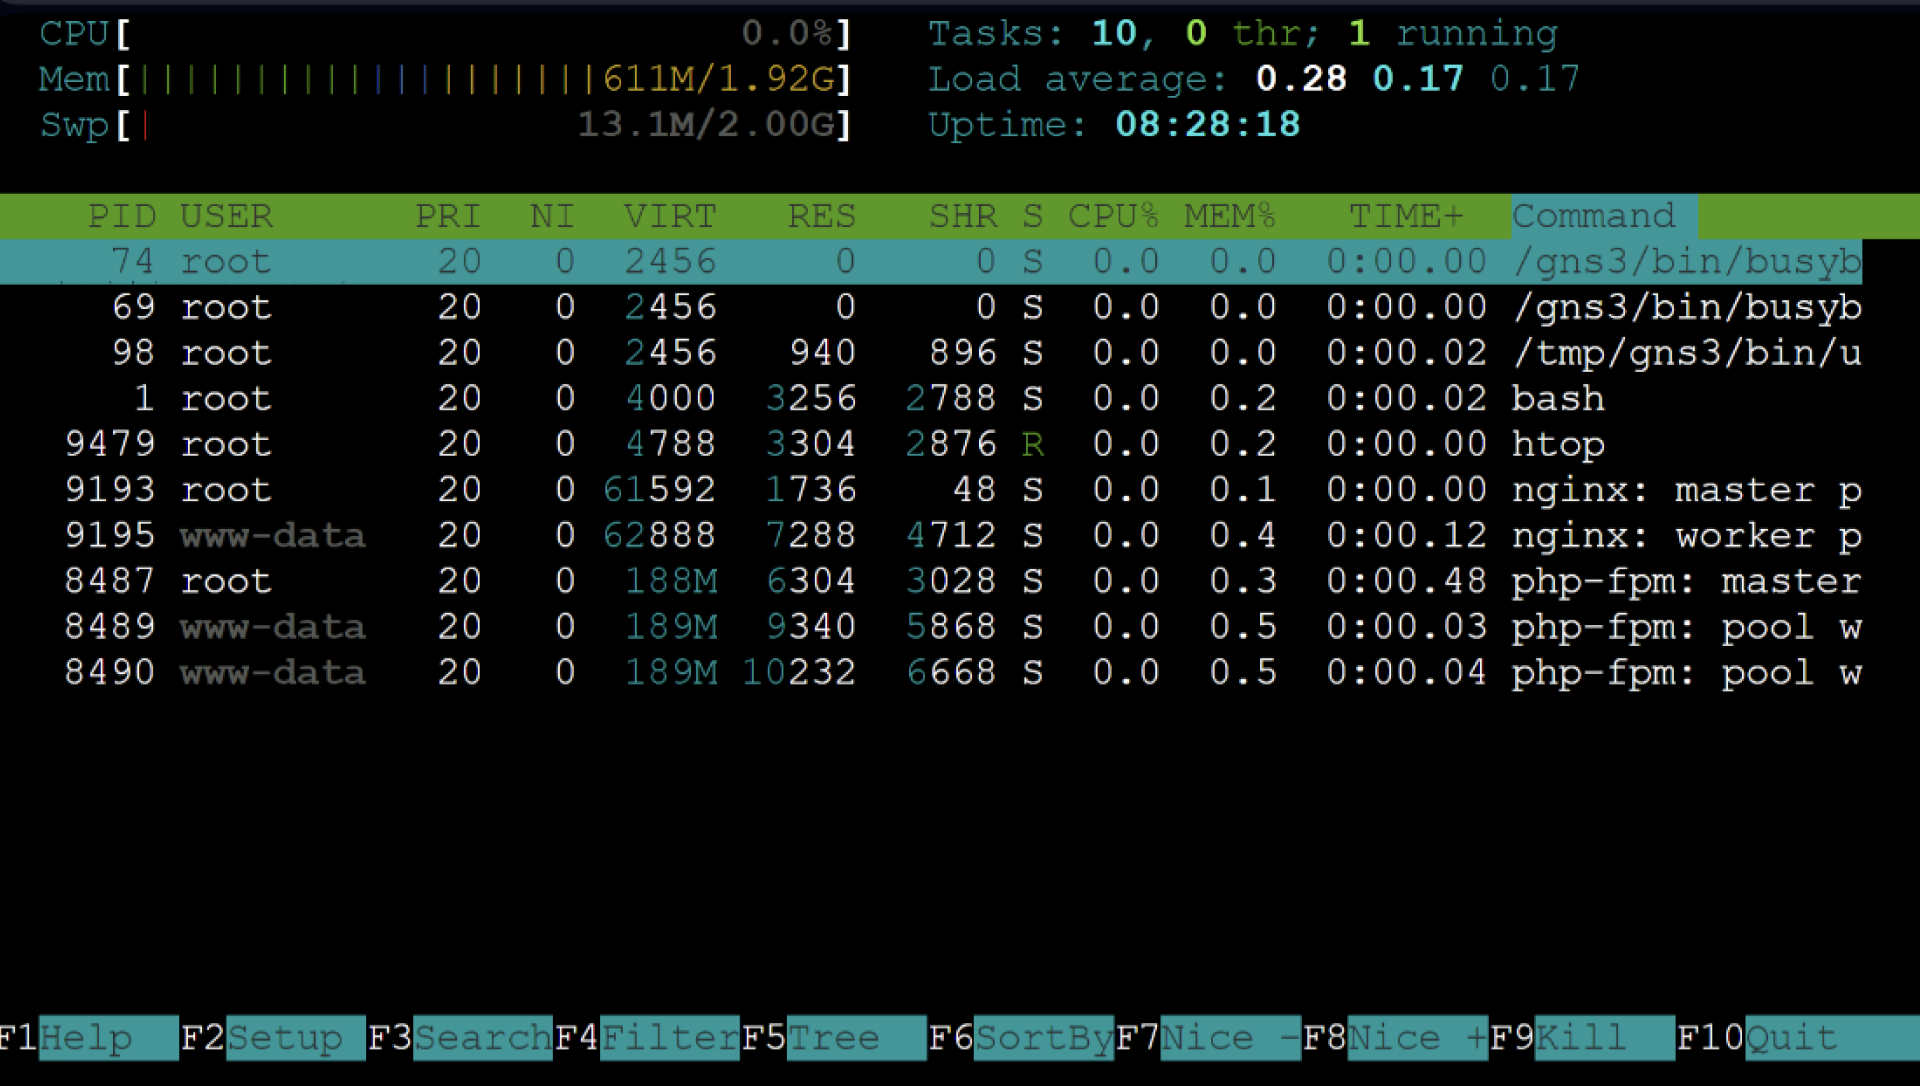 CPU[ 0.0%] Tasks: 10, 0 thr; 1 running
Mem[||||||||||||||||||||611M/1.92G] Load average: 0.28 0.17 0.17
Swp[| 13.1M/2.00G] Uptime: 08:28:18
PID USER PRI NI VIRT RES SHR S CPU% MEM% TIME+ Command
74 root 20 0 2456 0 0 S 0.0 0.0 0:00.00 /gns3/bin/busyb
69 root 20 0 2456 0 0 S 0.0 0.0 0:00.00 /gns3/bin/busyb
98 root 20 0 2456 940 896 S 0.0 0.0 0:00.02 /tmp/gns3/bin/u
1 root 20 0 4000 3256 2788 S 0.0 0.2 0:00.02 bash
9479 root 20 0 4788 3304 2876 R 0.0 0.2 0:00.00 htop
9193 root 20 0 61592 1736 48 S 0.0 0.1 0:00.00 nginx: master p
9195 www-data 20 0 62888 7288 4712 S 0.0 0.4 0:00.12 nginx: worker p
8487 root 20 0 188M 6304 3028 S 0.0 0.3 0:00.48 php-fpm: master
8489 www-data 20 0 189M 9340 5868 S 0.0 0.5 0:00.03 php-fpm: pool w
8490 www-data 20 0 189M 10232 6668 S 0.0 0.5 0:00.04 php-fpm: pool w
F1Help F2Setup F3SearchF4FilterF5Tree F6SortByF7Nice -F8Nice +F9Kill F10Quit